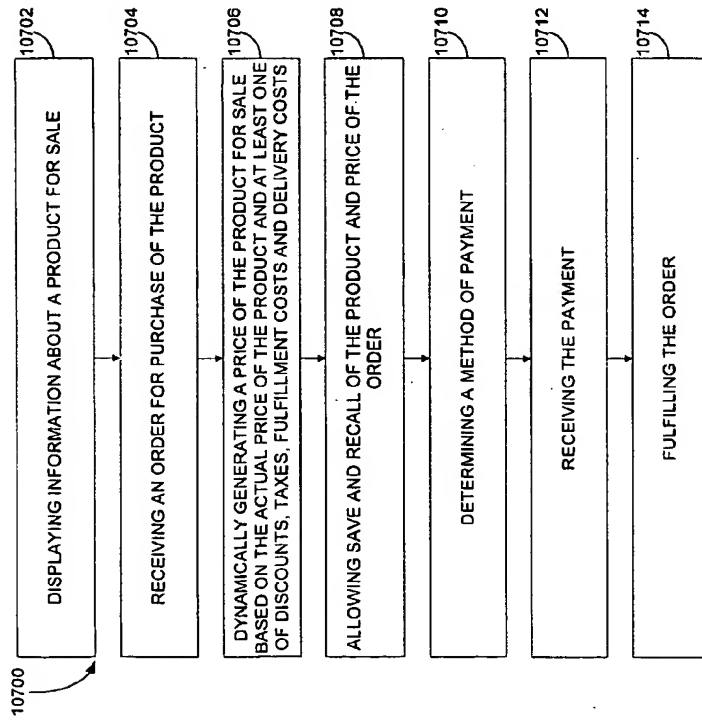 10700
10702
DISPLAYING INFORMATION ABOUT A PRODUCT FOR SALE
10704
RECEIVING AN ORDER FOR PURCHASE OF THE PRODUCT
10706
DYNAMICALLY GENERATING A PRICE OF THE PRODUCT FOR SALE
BASED ON THE ACTUAL PRICE OF THE PRODUCT AND AT LEAST ONE
OF DISCOUNTS, TAXES, FULFILLMENT COSTS AND DELIVERY COSTS
10708
ALLOWING SAVE AND RECALL OF THE PRODUCT AND PRICE OF THE
ORDER
10710
DETERMINING A METHOD OF PAYMENT
10712
RECEIVING THE PAYMENT
10714
FULFILLING THE ORDER